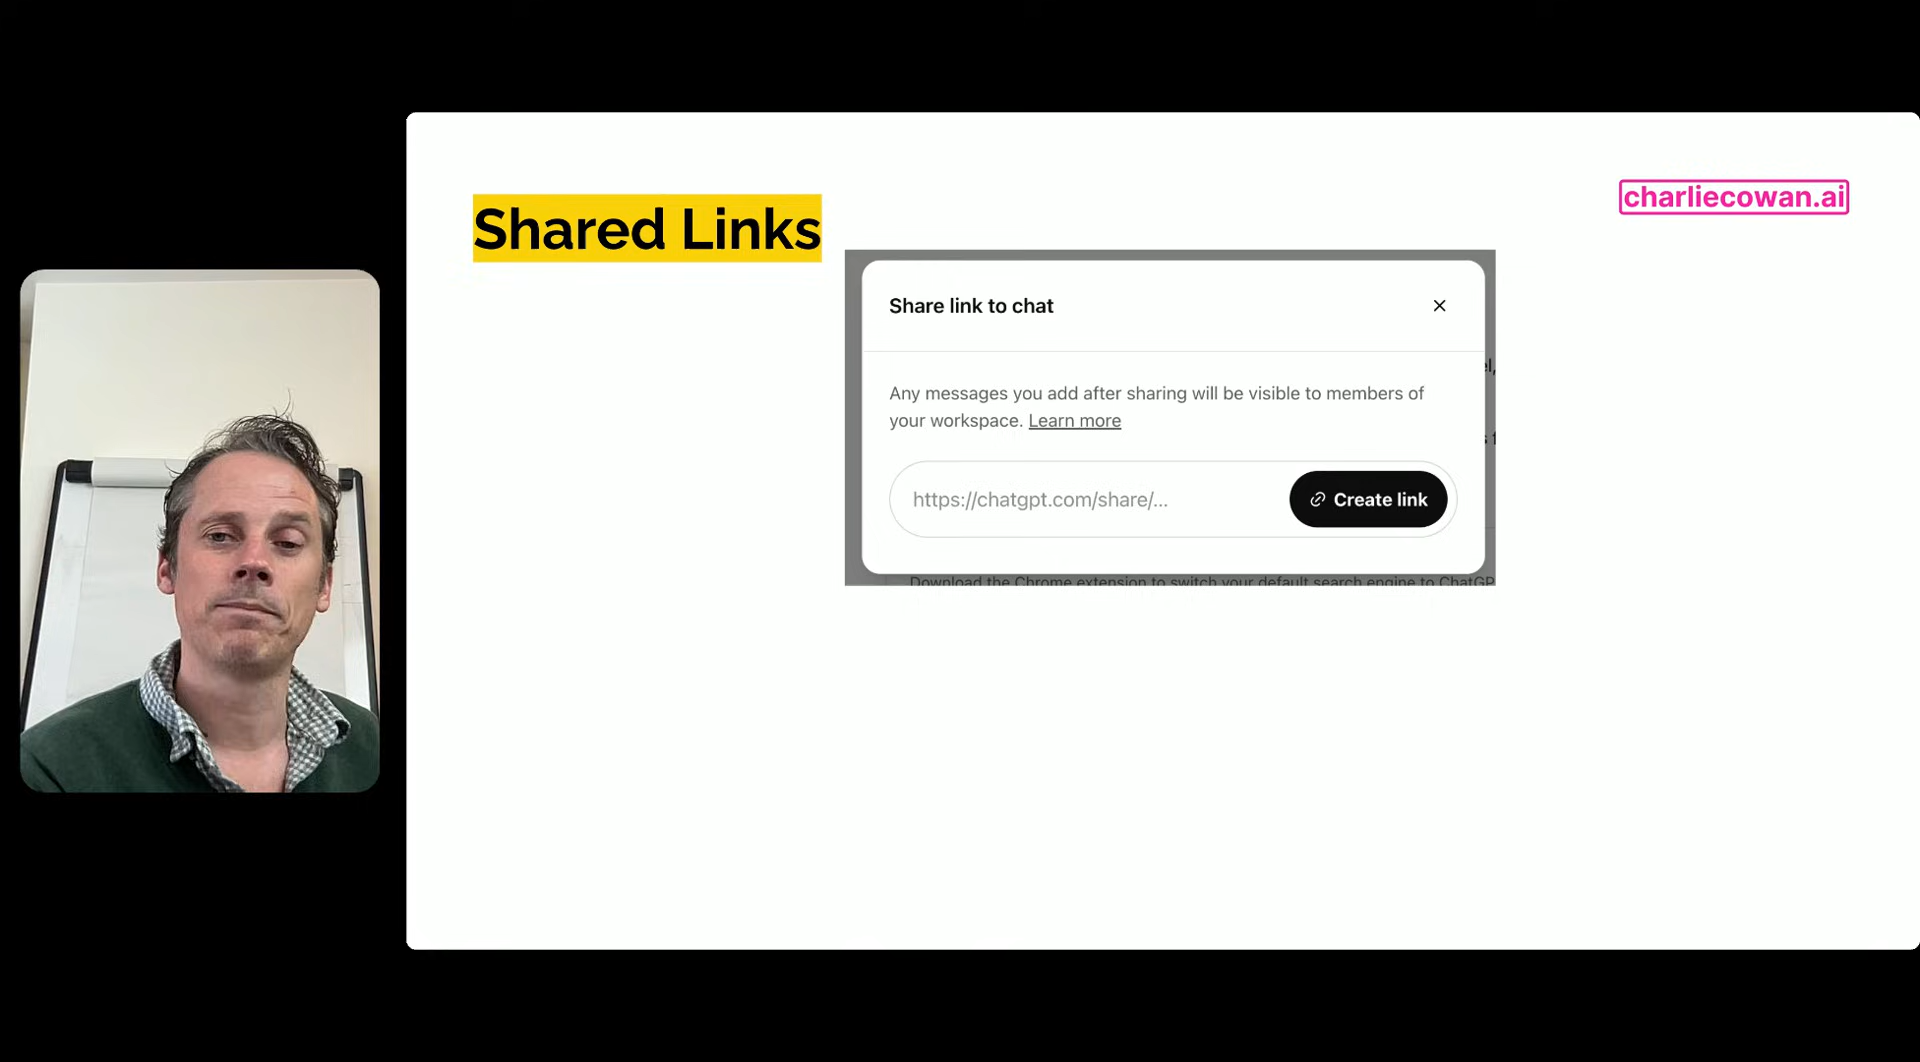 Shared Links
charliecowan.ai
Share link to chat
Any messages you add after sharing will be visible to members of
your workspace. Learn more
https://chatgpt.com/share/...
Create link
Download the Chrome extension to switch your default search engine to ChatGP